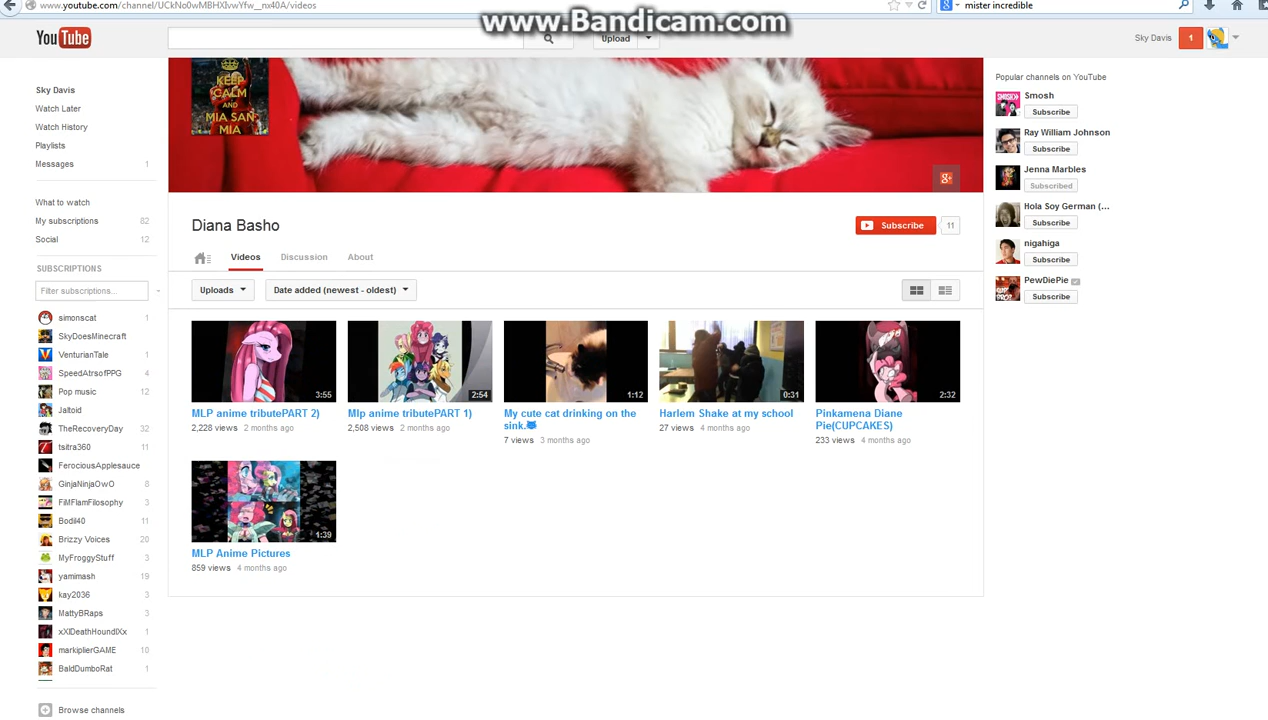 www.youtube.com/channel/UCkNo0wMBHXIvwYfw__nx40A/videos
mister incredible
www.Bandicam.com
YouTube
Upload
Sky Davis
1
KEEP
CALM
AND
MIA SAN
MIA
Sky Davis
Watch Later
Watch History
Playlists
Messages 1
What to watch
My subscriptions 82
Social 12
SUBSCRIPTIONS
Filter subscriptions...
simonscat 1
SkyDoesMinecraft
VenturianTale 1
SpeedAtrsofPPG 4
Pop music 12
Jaltoid
TheRecoveryDay 32
tsitra360 11
FerociousApplesauce
GinjaNinjaOwO 8
FiMFlamFilosophy 3
Bodil40 11
Brizzy Voices 20
MyFroggyStuff 3
yamimash 19
kay2036 3
MattyBRaps 3
xXIDeathHoundIXx 1
markiplierGAME 10
BaldDumboRat 1
Browse channels
Diana Basho
Subscribe 11
Videos Discussion About
Uploads Date added (newest - oldest)
3:55
MLP anime tributePART 2)
2,228 views 2 months ago
2:54
Mlp anime tributePART 1)
2,508 views 2 months ago
1:12
My cute cat drinking on the
sink.
7 views 3 months ago
0:31
Harlem Shake at my school
27 views 4 months ago
2:32
Pinkamena Diane
Pie(CUPCAKES)
233 views 4 months ago
1:39
MLP Anime Pictures
859 views 4 months ago
Popular channels on YouTube
Smosh
Subscribe
Ray William Johnson
Subscribe
Jenna Marbles
Subscribed
Hola Soy German (...
Subscribe
nigahiga
Subscribe
PewDiePie
Subscribe